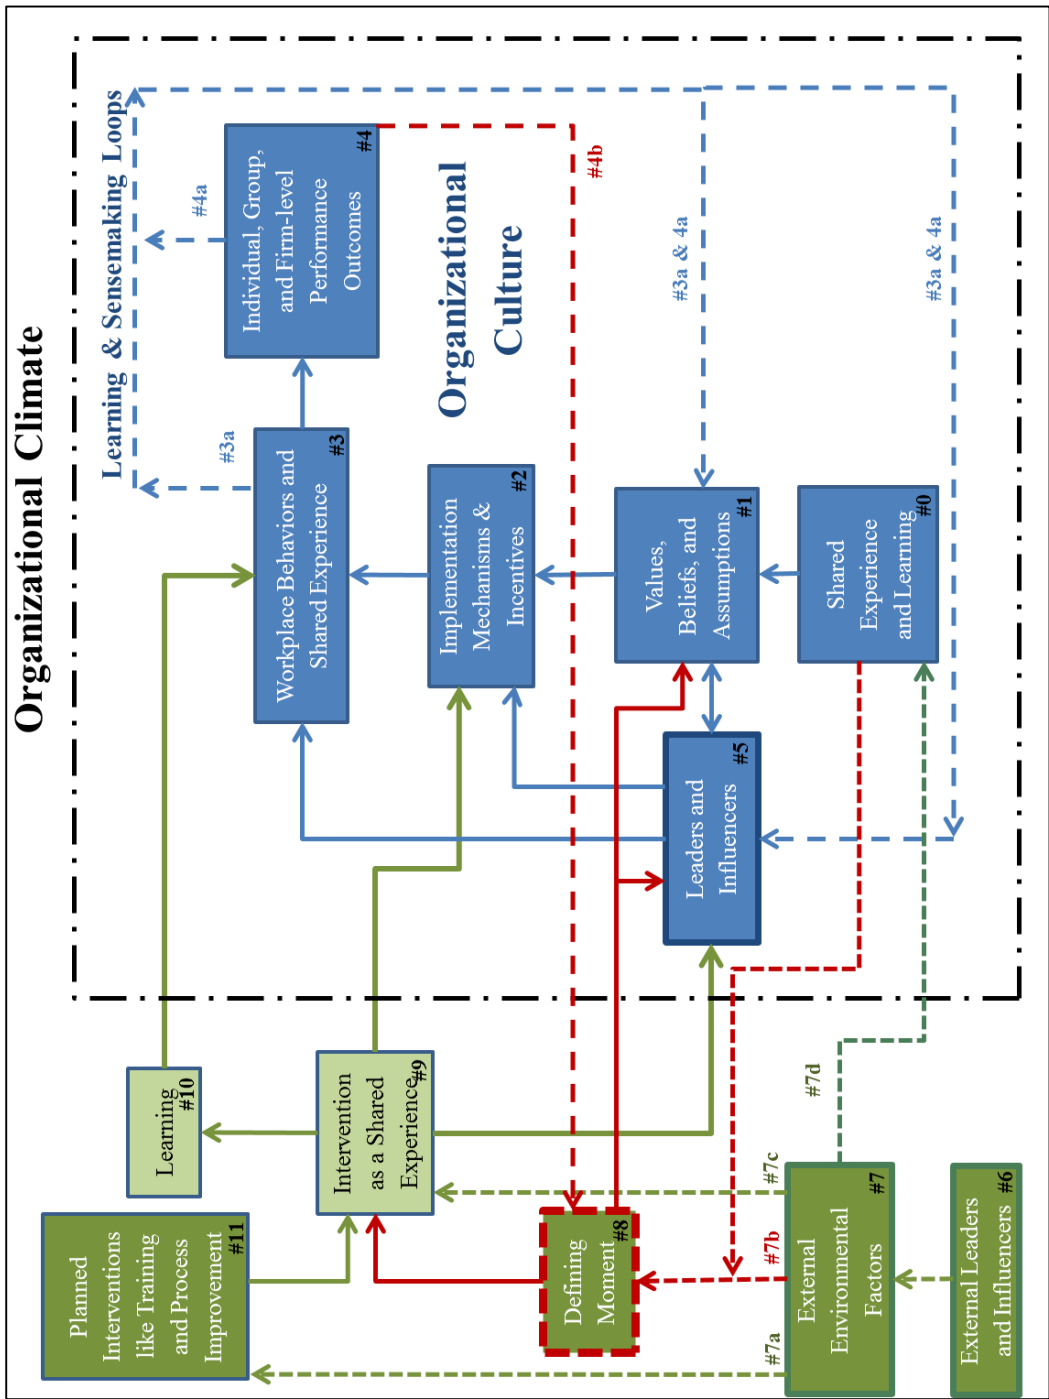 Organizational Climate
Planned
Interventions
like Training
and Process
Improvement
#11
Learning
#10
Learning & Sensemaking Loops
#3a
#4a
Workplace Behaviors and
Shared Experience
#3
Individual, Group,
and Firm-level
Performance
Outcomes
#4
Intervention
as a Shared
Experience
#9
Implementation
Mechanisms &
Incentives
#2
Organizational
Culture
Defining
Moment
#8
#4b
Leaders and
Influencers
#5
Values,
Beliefs, and
Assumptions
#1
#3a & 4a
#7a
#7b
#7c
#7d
External
Environmental
Factors
#7
Shared
Experience
and Learning
#0
#3a & 4a
External Leaders
and Influencers
#6